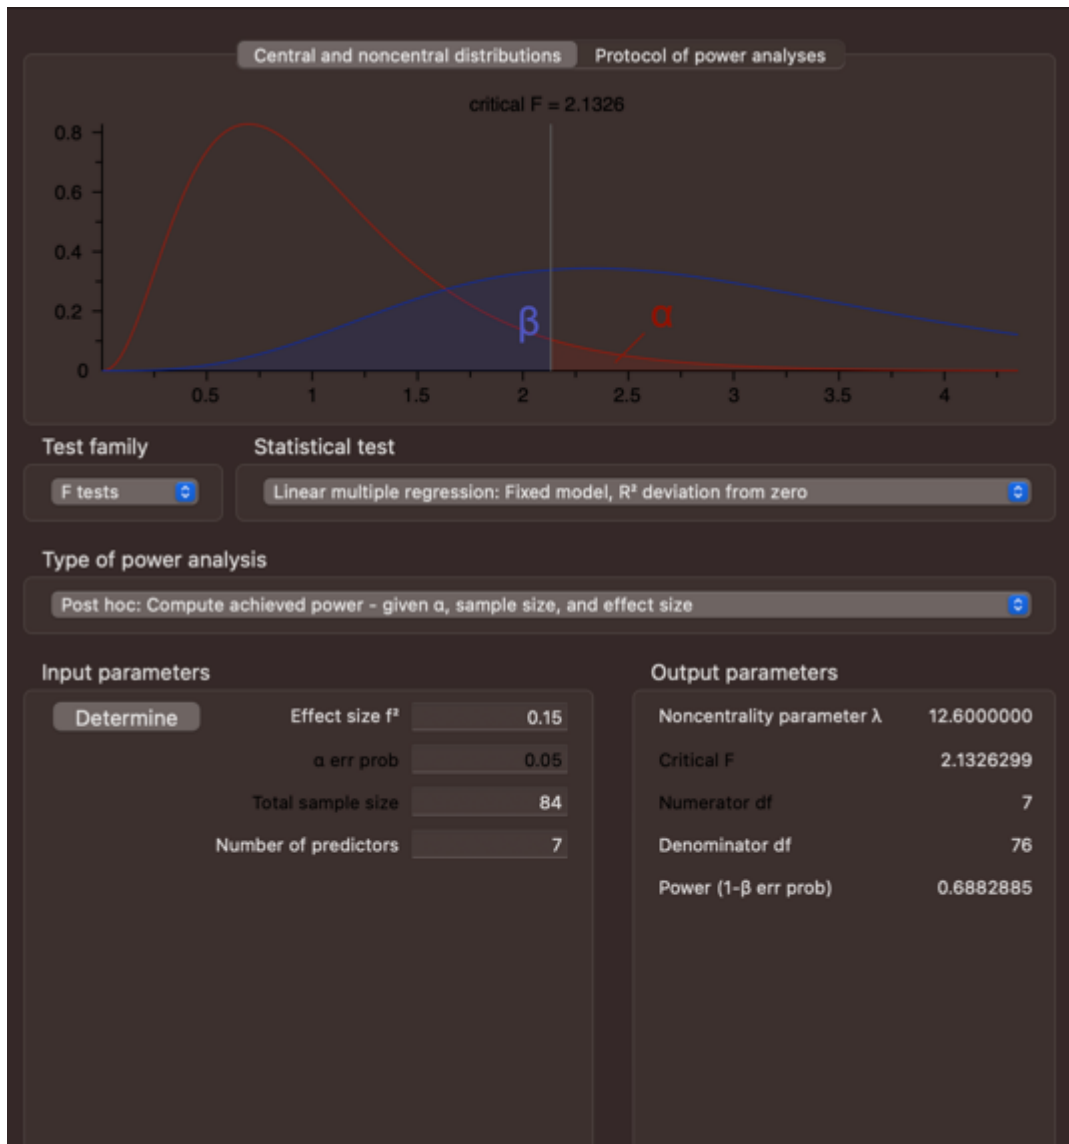 Central and noncentral distributions Protocol of power analyses
critical F = 2.1326
0.8
0.6
0.4
0.2
0
β
α
0.5 1 1.5 2 2.5 3 3.5 4
Test family Statistical test
F tests Linear multiple regression: Fixed model, R² deviation from zero
Type of power analysis
Post hoc: Compute achieved power - given α, sample size, and effect size
Input parameters Output parameters
Determine Effect size f² 0.15 Noncentrality parameter λ 12.6000000
α err prob 0.05 Critical F 2.1326299
Total sample size 84 Numerator df 7
Number of predictors 7 Denominator df 76
Power (1-β err prob) 0.6882885